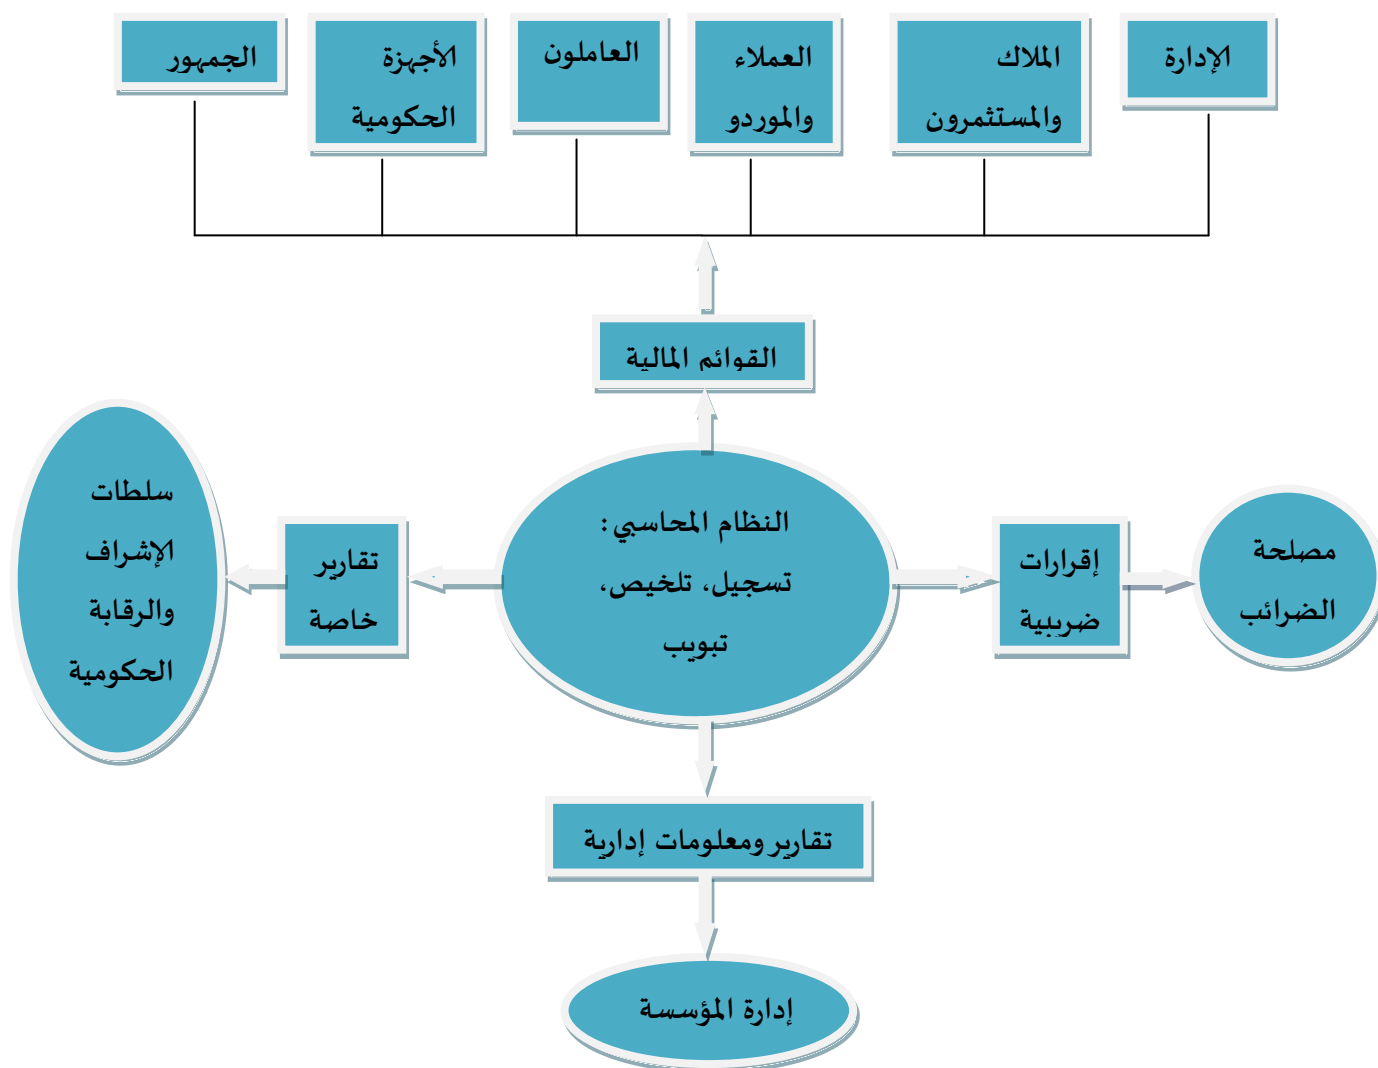 الإدارة
الملاك
والمستثمرون
العملاء
والموردو
العاملون
الأجهزة
الحكومية
الجمهور
القوائم المالية
النظام المحاسبي:
تسجيل، تلخيص،
تبويب
إقرارات
ضريبية
مصلحة
الضرائب
تقارير
خاصة
سلطات
الإشراف
والرقابة
الحكومية
تقارير ومعلومات إدارية
إدارة المؤسسة